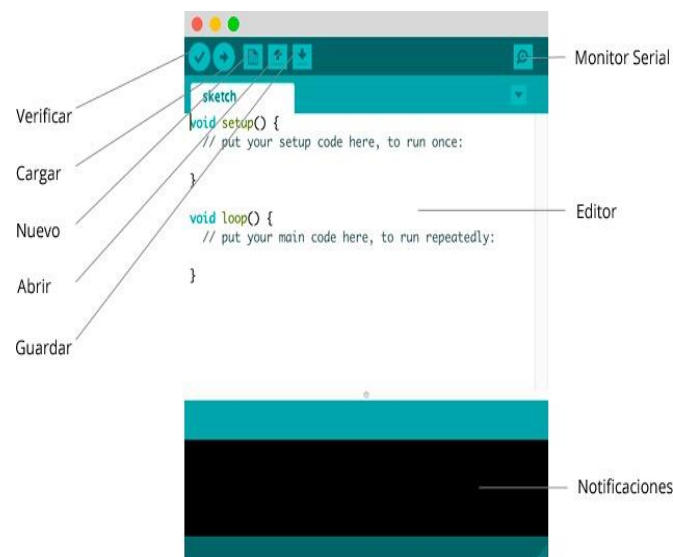 Verificar
Cargar
Nuevo
Abrir
Guardar
sketch
void setup() {
// put your setup code here, to run once:
}
void loop() {
// put your main code here, to run repeatedly:
}
Monitor Serial
Editor
Notificaciones